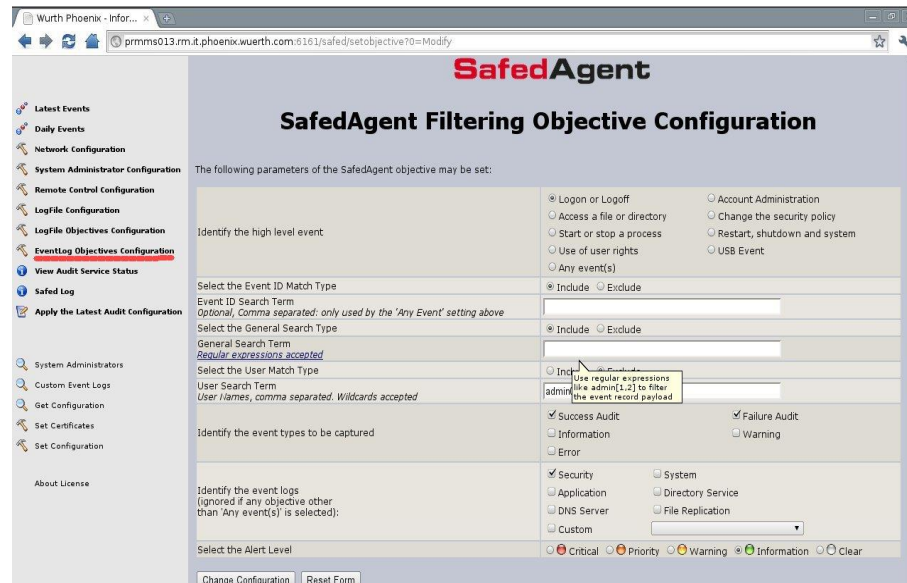 Wurth Phoenix - Infor...
prmms013.rm.it.phoenix.wuerth.com:6161/safed/setobjective?0=Modify
SafedAgent
Latest Events
Daily Events
Network Configuration
System Administrator Configuration
Remote Control Configuration
LogFile Configuration
LogFile Objectives Configuration
EventLog Objectives Configuration
View Audit Service Status
Safed Log
Apply the Latest Audit Configuration
System Administrators
Custom Event Logs
Get Configuration
Set Certificates
Set Configuration
About License
SafedAgent Filtering Objective Configuration
The following parameters of the SafedAgent objective may be set:
Identify the high level event
Logon or Logoff
Account Administration
Access a file or directory
Change the security policy
Start or stop a process
Restart, shutdown and system
Use of user rights
USB Event
Any event(s)
Select the Event ID Match Type
Include Exclude
Event ID Search Term
Optional, Comma separated: only used by the 'Any Event' setting above
Select the General Search Type
Include Exclude
General Search Term
Regular expressions accepted
Select the User Match Type
Use regular expressions
like admin[1,2] to filter
the event record payload
User Search Term
User Names, comma separated. Wildcards accepted
Identify the event types to be captured
Success Audit
Failure Audit
Information
Warning
Error
Identify the event logs
(ignored if any objective other
than 'Any event(s)' is selected):
Security
System
Application
Directory Service
DNS Server
File Replication
Custom
Select the Alert Level
Critical Priority Warning Information Clear
Change Configuration
Reset Form